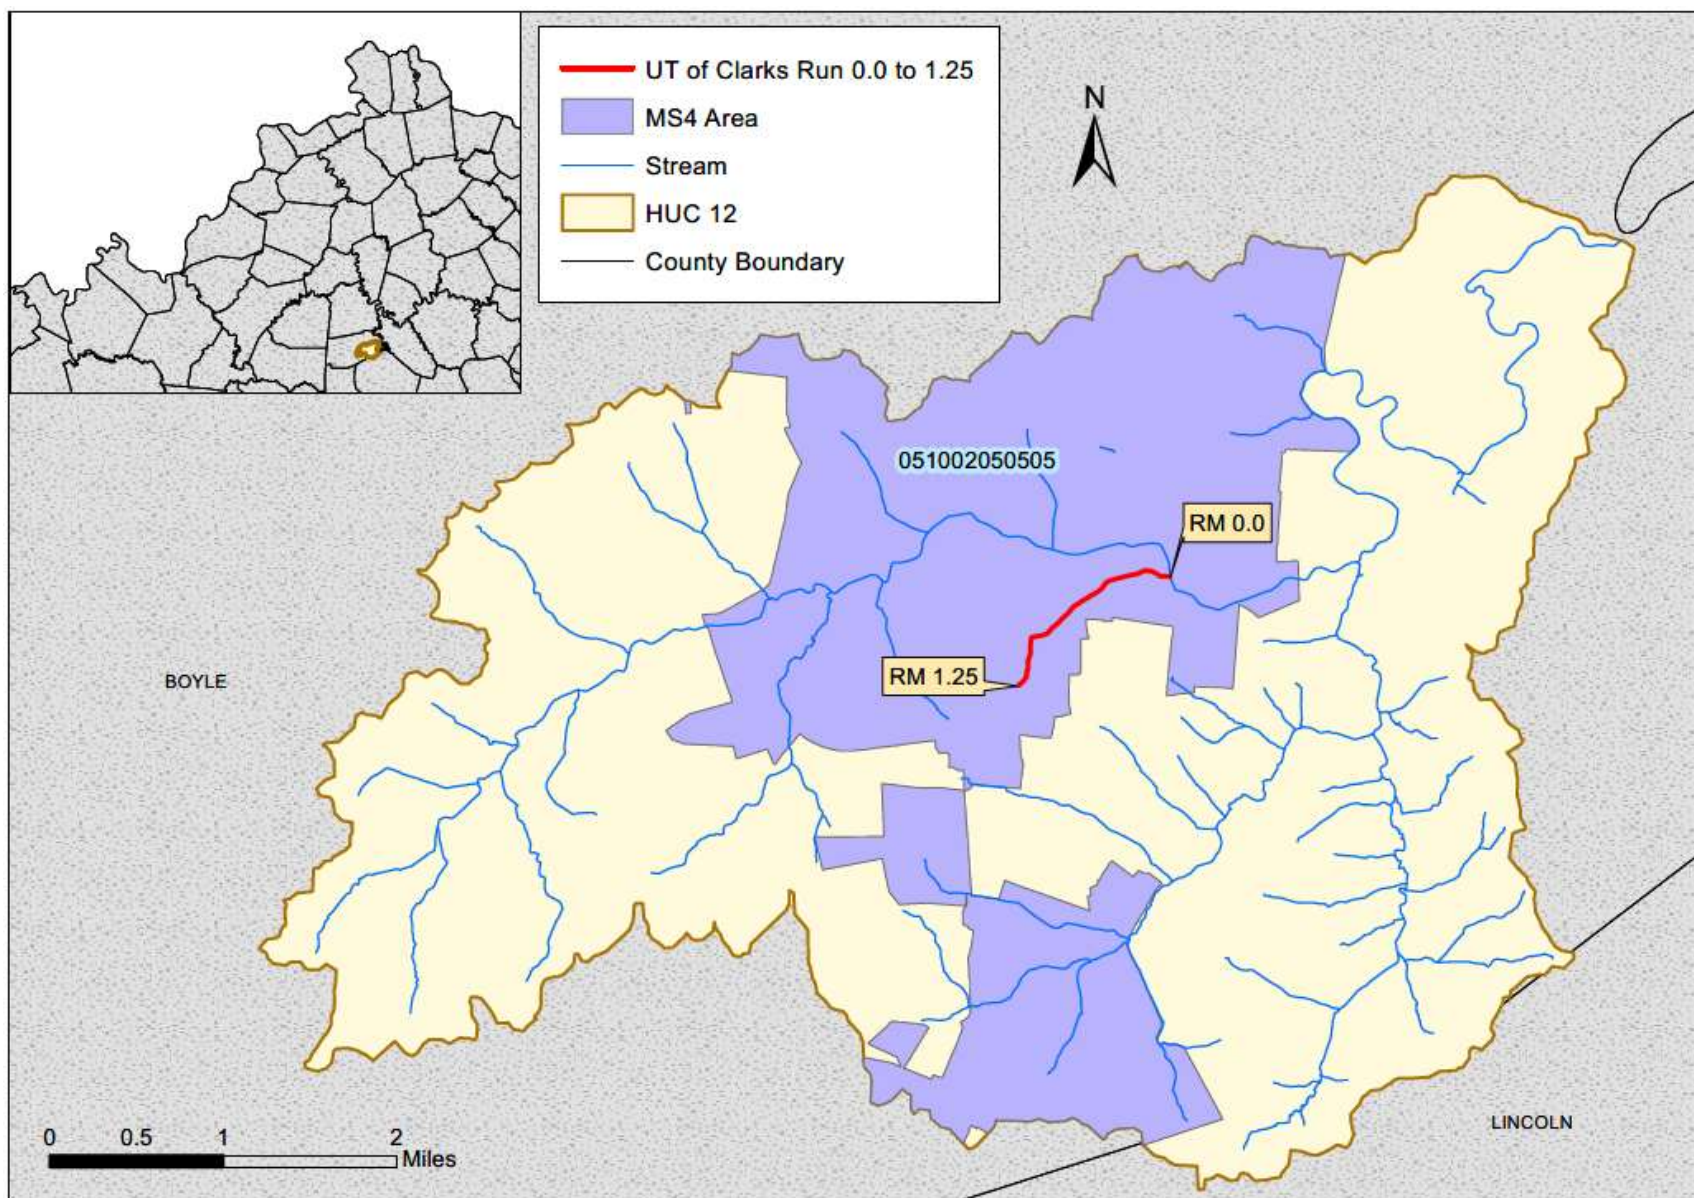 UT of Clarks Run 0.0 to 1.25
MS4 Area
Stream
HUC 12
County Boundary
N
051002050505
RM 0.0
RM 1.25
BOYLE
LINCOLN
0 0.5 1 2
Miles